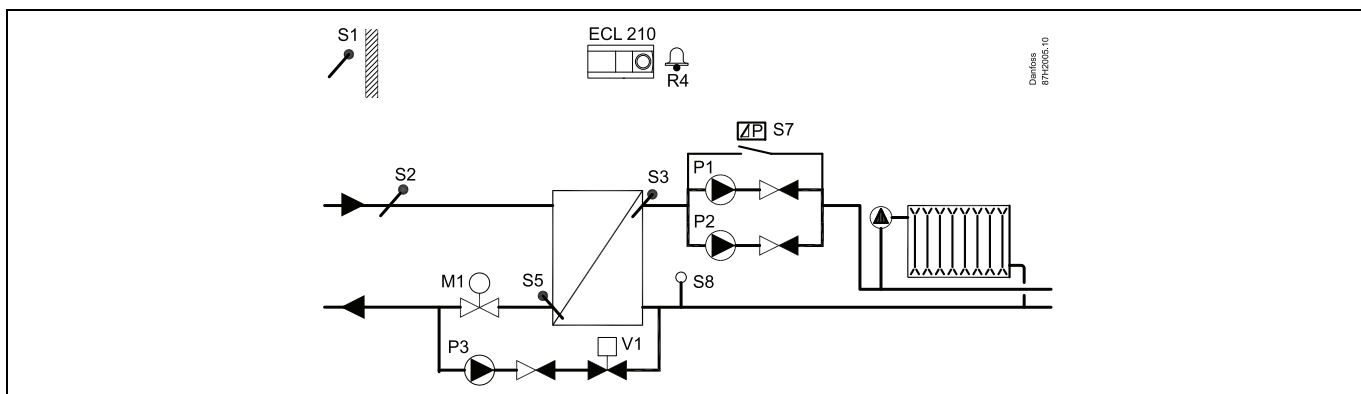 S1
ECL 210
R4
Danfoss
87H2005.10
P S7
S2
S3
P1
P2
M1
S5
S8
P3
V1